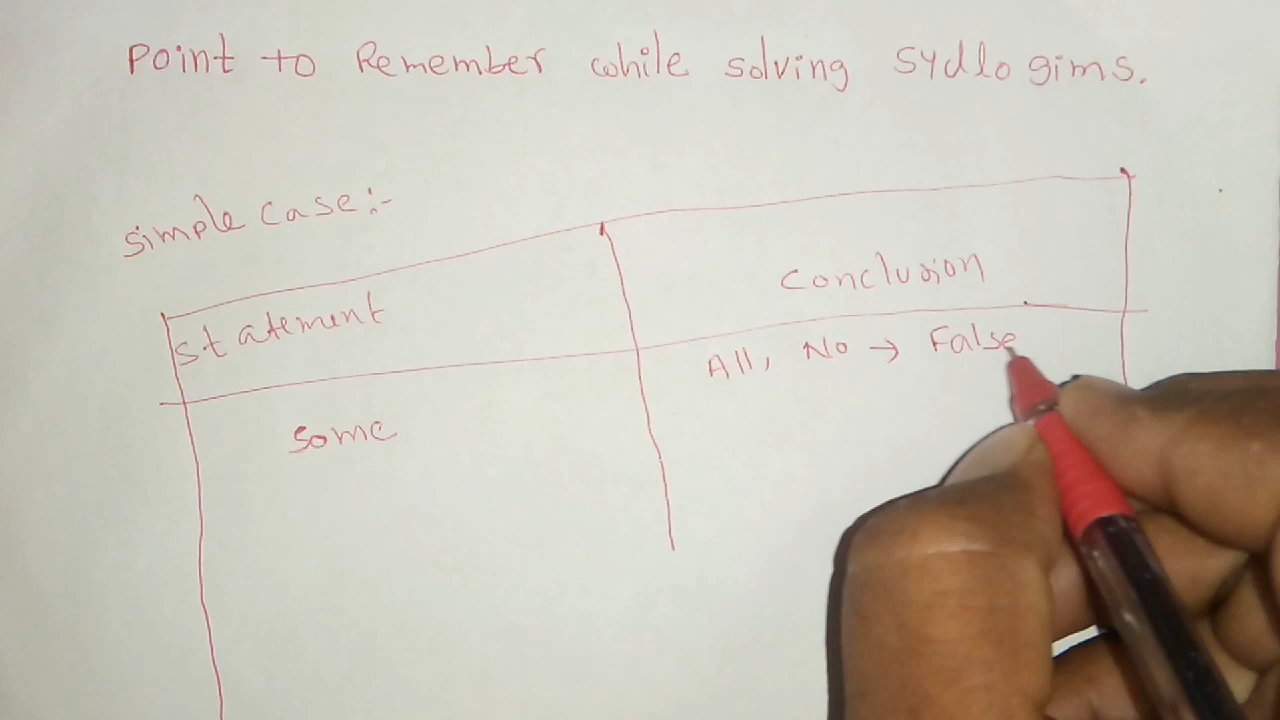 Point to Remember while solving Syllogims.
Simple Case:-
Statement
Conclusion
All, No → False
Some